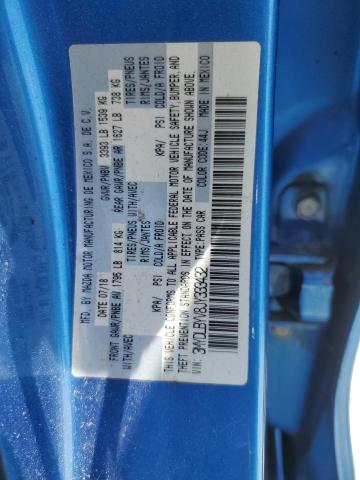 MFD. BY MAZDA MOTOR MANUFACTURING DE MEXICO S.A. DE C.V.
DATE 07/18 GVWR/PNBV 3393 LB 1539 KG
FRONT GAWR/PNBE AV 1795 LB 814 KG REAR GAWR/PNBE AR 1627 LB 738 KG
WITH/AVEC TIRES/PNEUS WITH/AVEC TIRES/PNEUS
RIMS/JANTES RIMS/JANTES
KPA/ PSI COLD/A FROID KPA/ PSI COLD/A FROID
THIS VEHICLE CONFORMS TO ALL APPLICABLE FEDERAL MOTOR VEHICLE SAFETY, BUMPER, AND
THEFT PREVENTION STANDARDS IN EFFECT ON THE DATE OF MANUFACTURE SHOWN ABOVE.
TYPE: PASS CAR COLOR CODE: 44J MADE IN MEXICO
VIN: 3MYDLBYV8JY333432